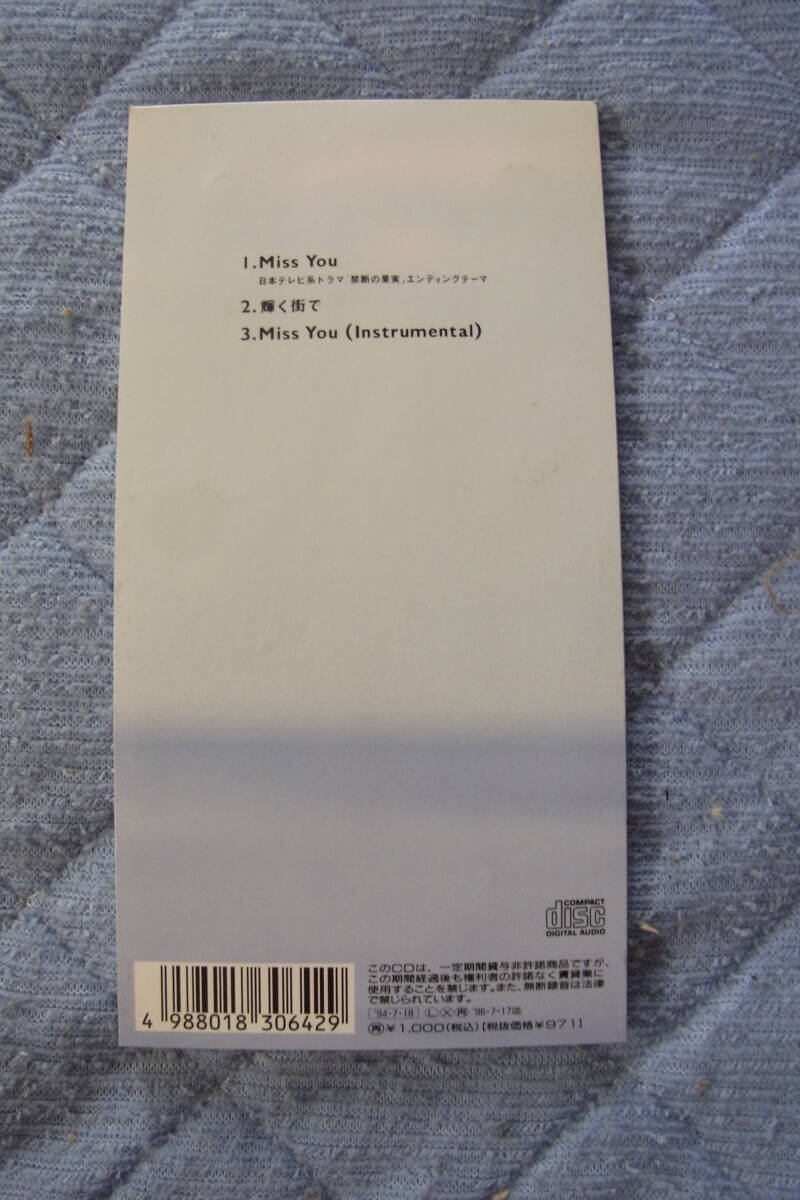 1.Miss You
日本テレビ系ドラマ「禁断の果実」エンディングテーマ
2.輝く街で
3.Miss You (Instrumental)
COMPACT
disc
DIGITAL AUDIO
4 988018 306429
このCDは、一定期間貸与非許諾商品ですが、
この期間経過後も権利者の許諾なく賃貸業に
使用することを禁じます。また、無断録音は法律
で禁じられています。
'94・7・18 Ⓛ Ⓧ 再 '96・7・17迄
再 ¥1,000(税込)【税抜価格¥971】